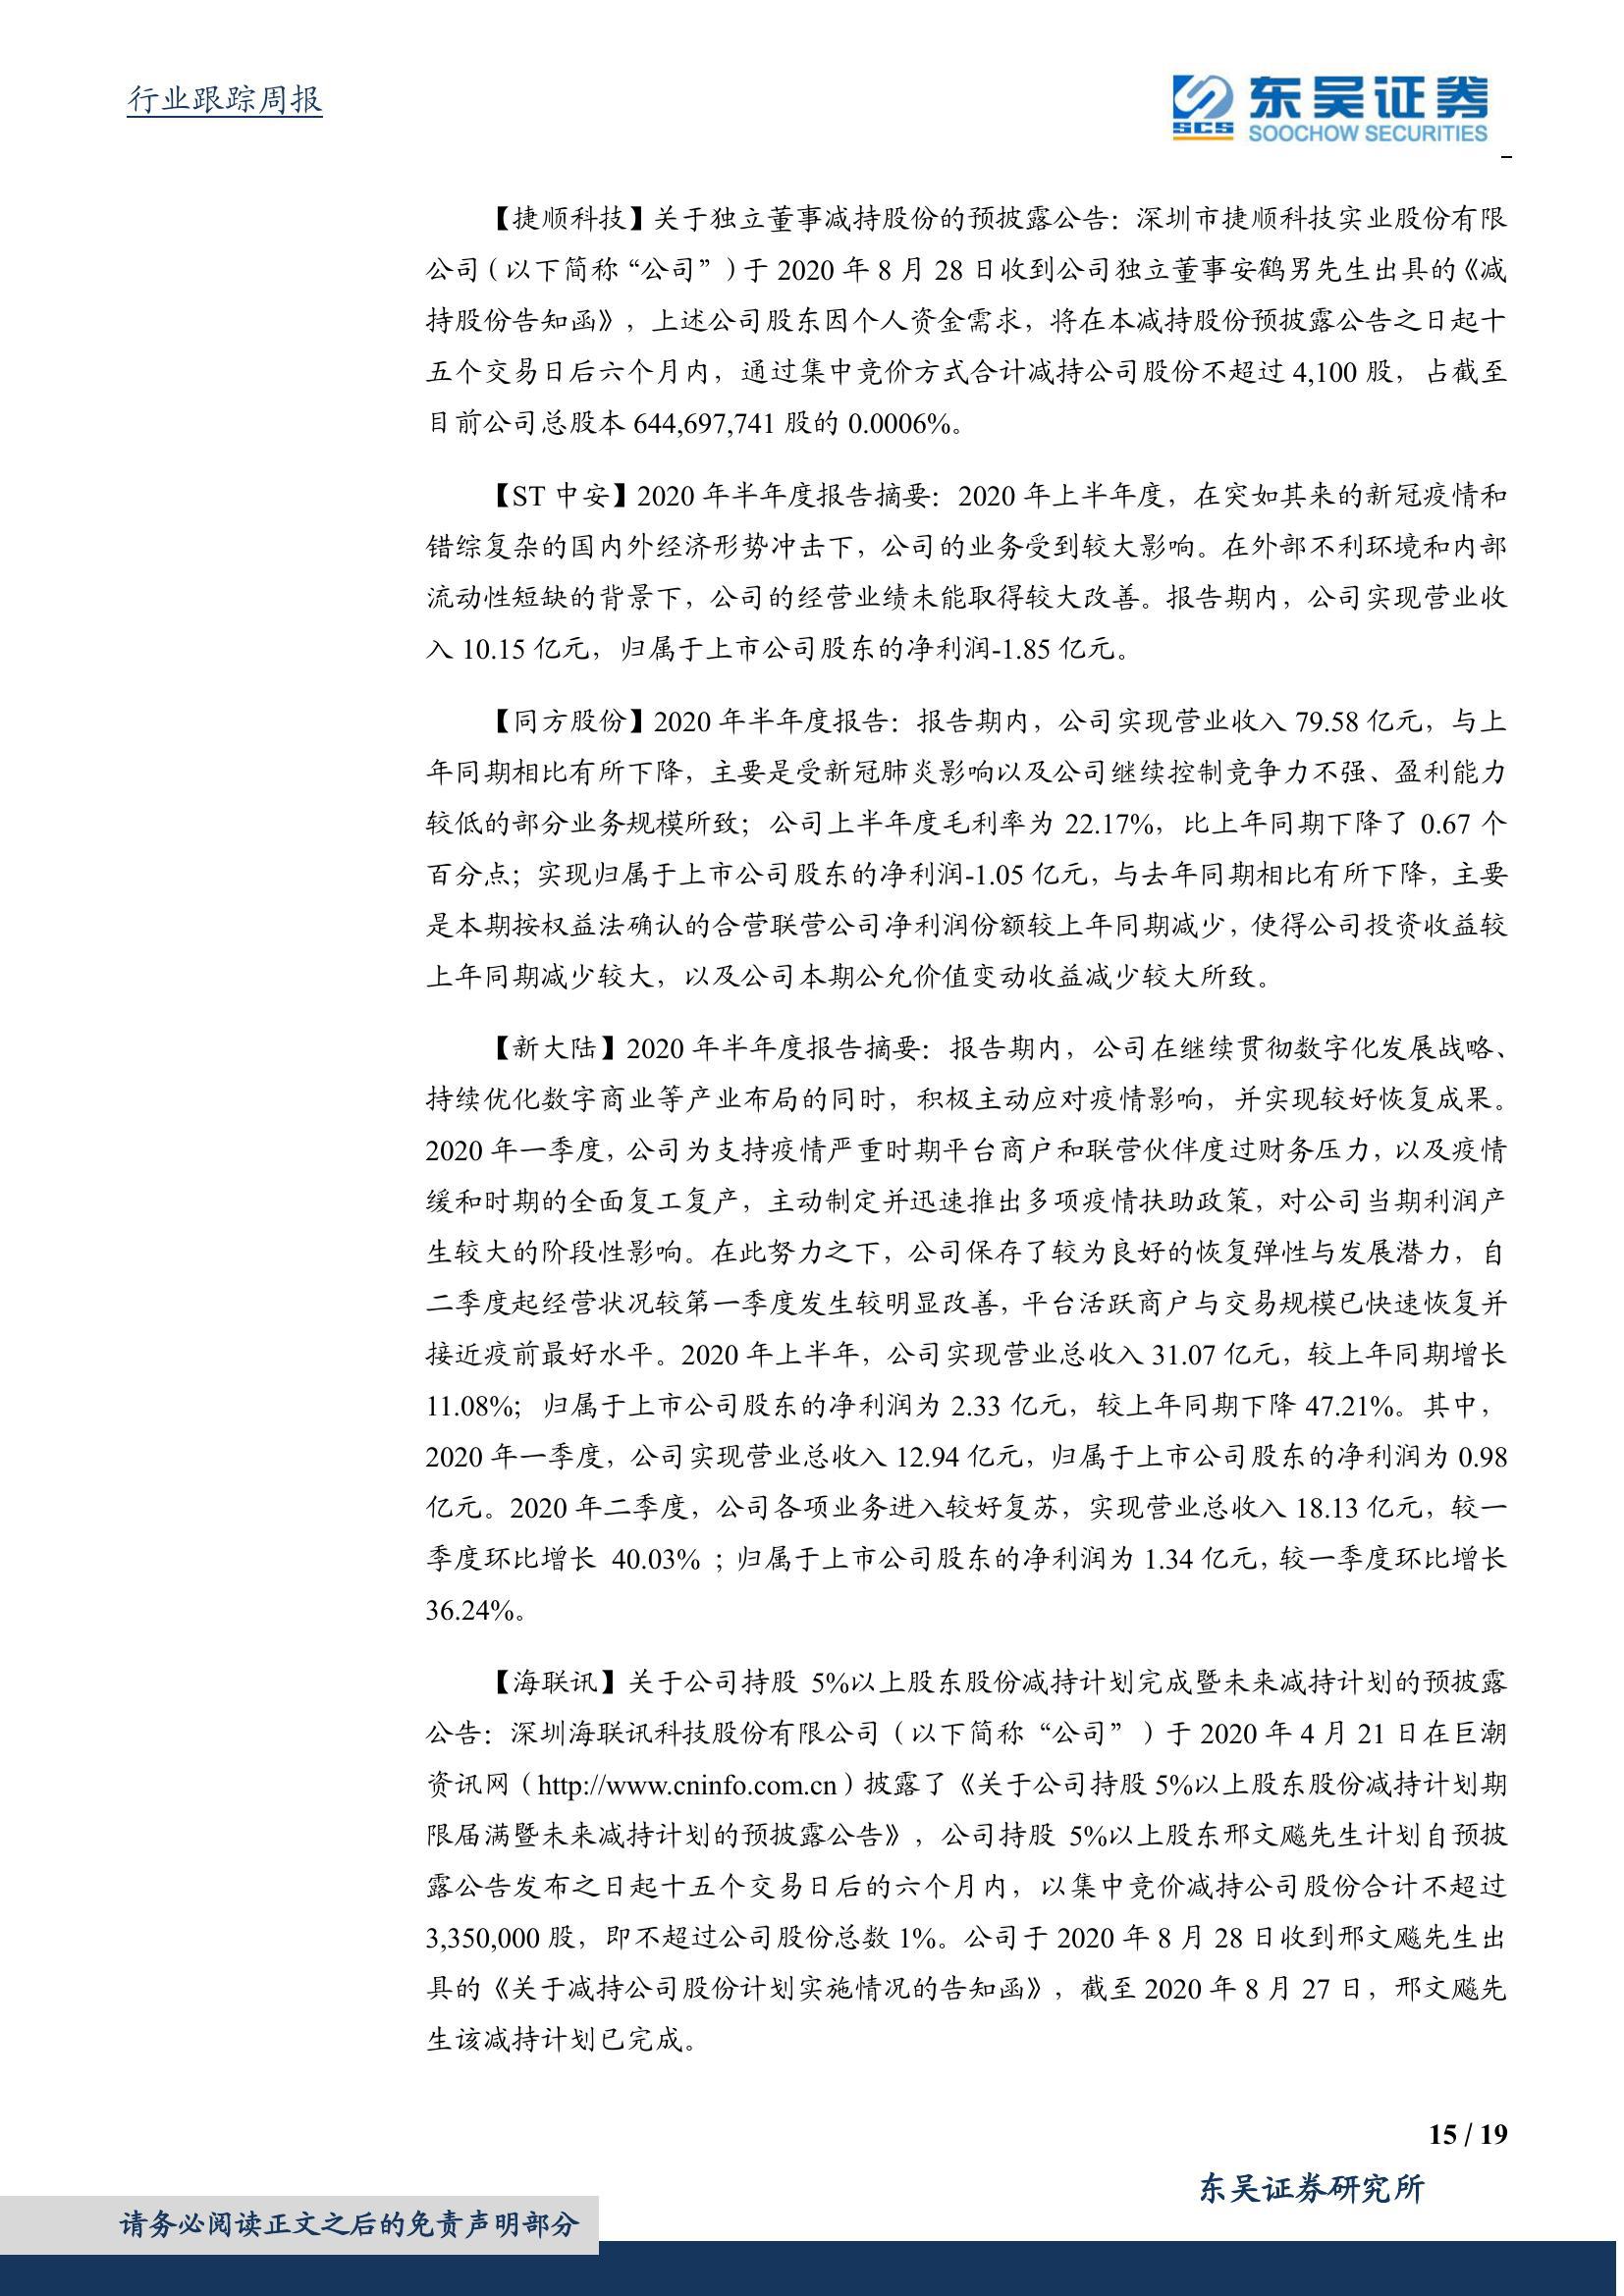 行业跟踪周报
东吴证券
SCS
SOOCHOW SECURITIES
【捷顺科技】关于独立董事减持股份的预披露公告：深圳市捷顺科技实业股份有限
公司（以下简称“公司”）于 2020 年 8 月 28 日收到公司独立董事安鹤男先生出具的《减
持股份告知函》，上述公司股东因个人资金需求，将在本减持股份预披露公告之日起十
五个交易日后六个月内，通过集中竞价方式合计减持公司股份不超过 4,100 股，占截至
目前公司总股本 644,697,741 股的 0.0006%。
【ST 中安】2020 年半年度报告摘要：2020 年上半年度，在突如其来的新冠疫情和
错综复杂的国内外经济形势冲击下，公司的业务受到较大影响。在外部不利环境和内部
流动性短缺的背景下，公司的经营业绩未能取得较大改善。报告期内，公司实现营业收
入 10.15 亿元，归属于上市公司股东的净利润-1.85 亿元。
【同方股份】2020 年半年度报告：报告期内，公司实现营业收入 79.58 亿元，与上
年同期相比有所下降，主要是受新冠肺炎影响以及公司继续控制竞争力不强、盈利能力
较低的部分业务规模所致；公司上半年度毛利率为 22.17%，比上年同期下降了 0.67 个
百分点；实现归属于上市公司股东的净利润-1.05 亿元，与去年同期相比有所下降，主要
是本期按权益法确认的合营联营公司净利润份额较上年同期减少，使得公司投资收益较
上年同期减少较大，以及公司本期公允价值变动收益减少较大所致。
【新大陆】2020 年半年度报告摘要：报告期内，公司在继续贯彻数字化发展战略、
持续优化数字商业等产业布局的同时，积极主动应对疫情影响，并实现较好恢复成果。
2020 年一季度，公司为支持疫情严重时期平台商户和联营伙伴度过财务压力，以及疫情
缓和时期的全面复工复产，主动制定并迅速推出多项疫情扶助政策，对公司当期利润产
生较大的阶段性影响。在此努力之下，公司保存了较为良好的恢复弹性与发展潜力，自
二季度起经营状况较第一季度发生较明显改善，平台活跃商户与交易规模已快速恢复并
接近疫前最好水平。2020 年上半年，公司实现营业总收入 31.07 亿元，较上年同期增长
11.08%；归属于上市公司股东的净利润为 2.33 亿元，较上年同期下降 47.21%。其中，
2020 年一季度，公司实现营业总收入 12.94 亿元，归属于上市公司股东的净利润为 0.98
亿元。2020 年二季度，公司各项业务进入较好复苏，实现营业总收入 18.13 亿元，较一
季度环比增长 40.03% ；归属于上市公司股东的净利润为 1.34 亿元，较一季度环比增长
36.24%。
【海联讯】关于公司持股 5%以上股东股份减持计划完成暨未来减持计划的预披露
公告：深圳海联讯科技股份有限公司（以下简称“公司” ）于 2020 年 4 月 21 日在巨潮
资讯网（http://www.cninfo.com.cn）披露了《关于公司持股 5%以上股东股份减持计划期
限届满暨未来减持计划的预披露公告》，公司持股 5%以上股东邢文飚先生计划自预披
露公告发布之日起十五个交易日后的六个月内，以集中竞价减持公司股份合计不超过
3,350,000 股，即不超过公司股份总数 1%。公司于 2020 年 8 月 28 日收到邢文飚先生出
具的《关于减持公司股份计划实施情况的告知函》，截至 2020 年 8 月 27 日，邢文飚先
生该减持计划已完成。
15 / 19
东吴证券研究所
请务必阅读正文之后的免责声明部分